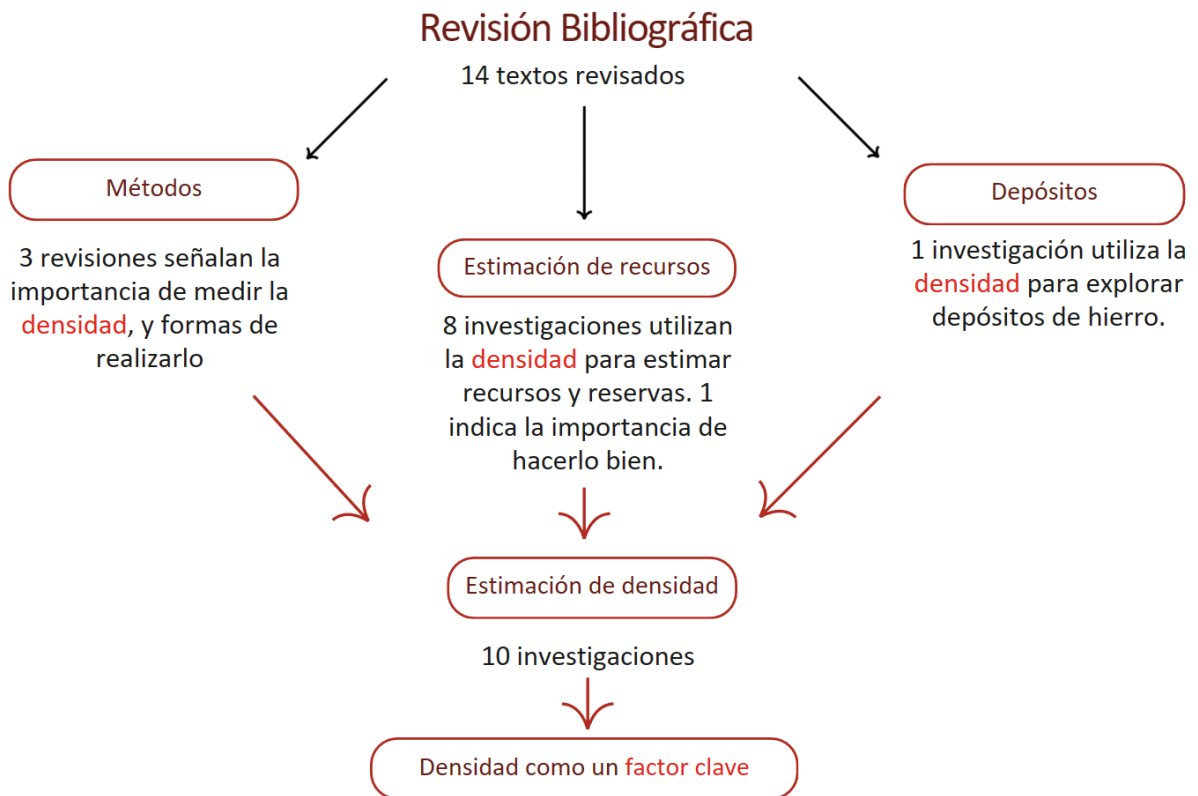 Revisión Bibliográfica
14 textos revisados
Métodos
3 revisiones señalan la
importancia de medir la
densidad, y formas de
realizarlo
Estimación de recursos
8 investigaciones utilizan
la densidad para estimar
recursos y reservas. 1
indica la importancia de
hacerlo bien.
Depósitos
1 investigación utiliza la
densidad para explorar
depósitos de hierro.
Estimación de densidad
10 investigaciones
Densidad como un factor clave